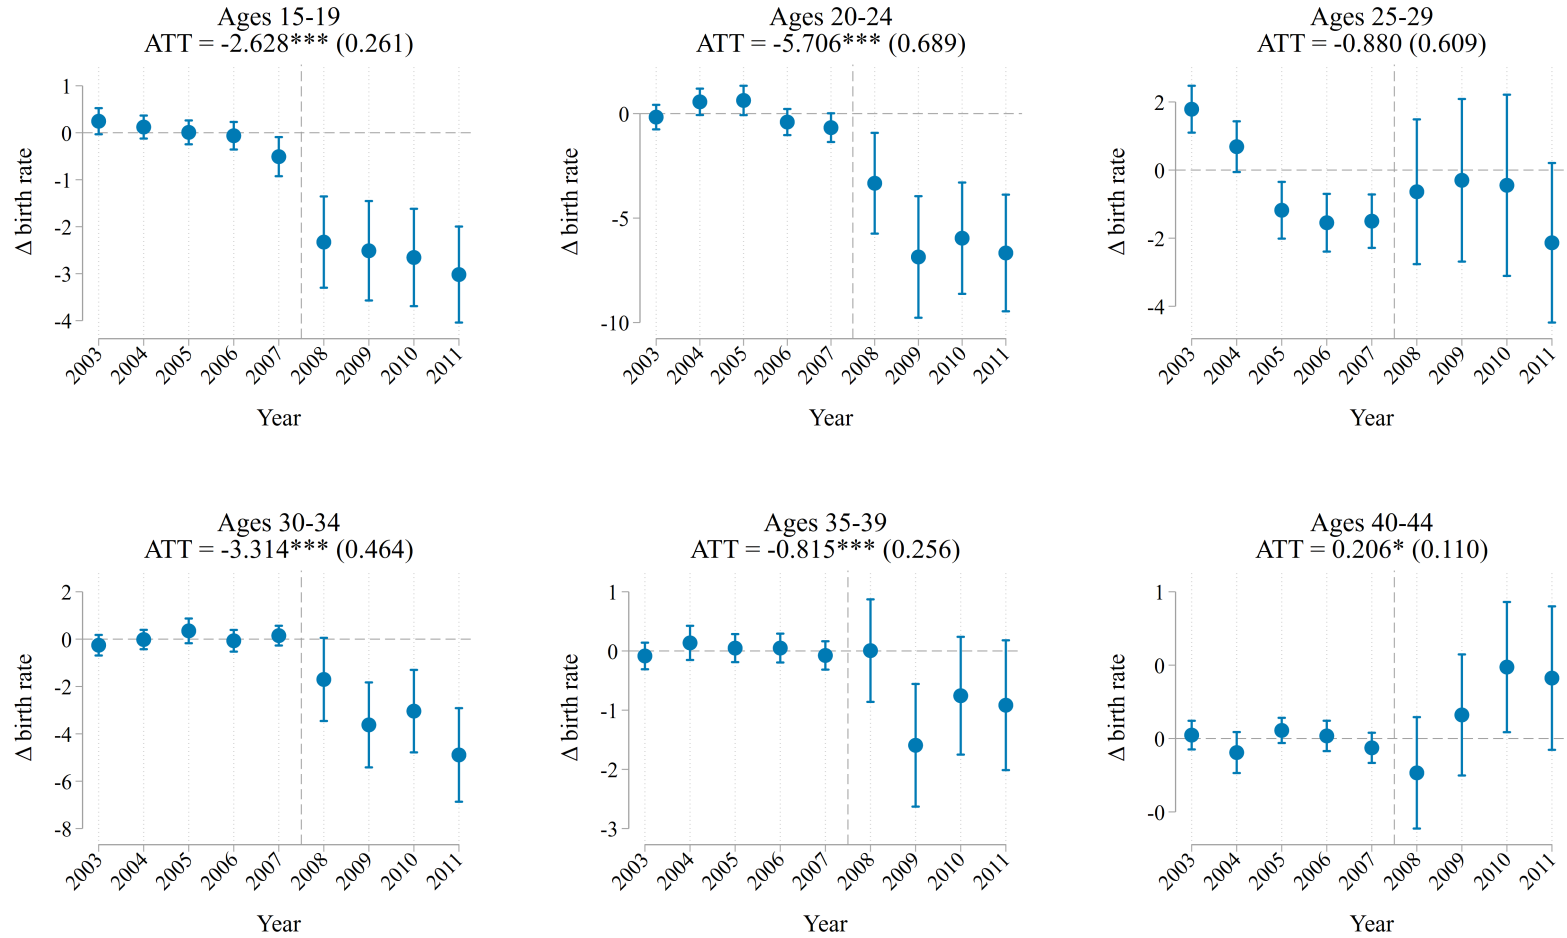 Ages 15-19
ATT = -2.628*** (0.261)
Δ birth rate
1
0
-1
-2
-3
-4
2003 2004 2005 2006 2007 2008 2009 2010 2011
Year
Ages 20-24
ATT = -5.706*** (0.689)
Δ birth rate
0
-5
-10
2003 2004 2005 2006 2007 2008 2009 2010 2011
Year
Ages 25-29
ATT = -0.880 (0.609)
Δ birth rate
2
0
-2
-4
2003 2004 2005 2006 2007 2008 2009 2010 2011
Year
Ages 30-34
ATT = -3.314*** (0.464)
Δ birth rate
2
0
-2
-4
-6
-8
2003 2004 2005 2006 2007 2008 2009 2010 2011
Year
Ages 35-39
ATT = -0.815*** (0.256)
Δ birth rate
1
0
-1
-2
-3
2003 2004 2005 2006 2007 2008 2009 2010 2011
Year
Ages 40-44
ATT = 0.206* (0.110)
Δ birth rate
1
0
0
-0
2003 2004 2005 2006 2007 2008 2009 2010 2011
Year